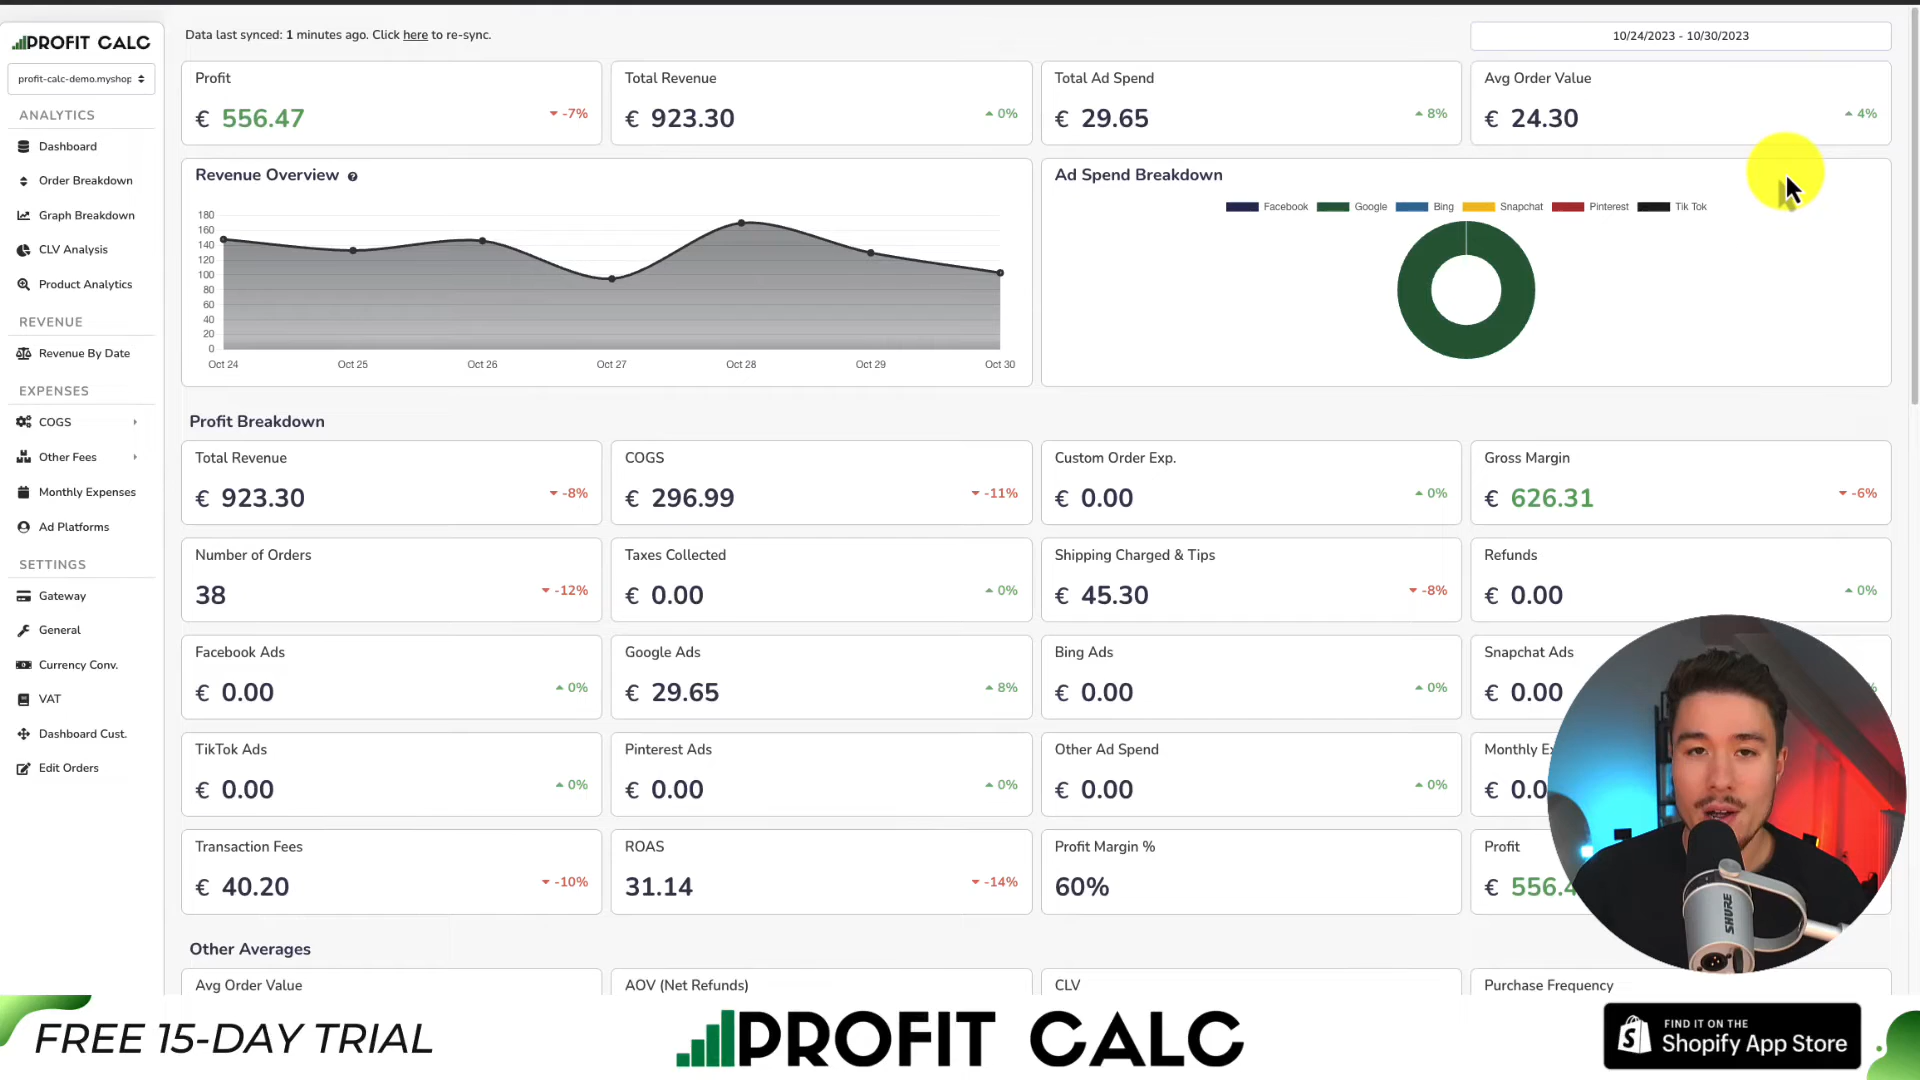 PROFIT CALC
profit-calc-demo.myshop
ANALYTICS
Dashboard
Order Breakdown
Graph Breakdown
CLV Analysis
Product Analytics
REVENUE
Revenue By Date
EXPENSES
COGS
Other Fees
Monthly Expenses
Ad Platforms
SETTINGS
Gateway
General
Currency Conv.
VAT
Dashboard Cust.
Edit Orders
Data last synced: 1 minutes ago. Click here to re-sync.
10/24/2023 - 10/30/2023
Profit
€ 556.47 -7%
Total Revenue
€ 923.30 0%
Total Ad Spend
€ 29.65 8%
Avg Order Value
€ 24.30 4%
Revenue Overview
180
160
140
120
100
80
60
40
20
0
Oct 24 Oct 25 Oct 26 Oct 27 Oct 28 Oct 29 Oct 30
Ad Spend Breakdown
Facebook Google Bing Snapchat Pinterest Tik Tok
Profit Breakdown
Total Revenue
€ 923.30 -8%
COGS
€ 296.99 -11%
Custom Order Exp.
€ 0.00 0%
Gross Margin
€ 626.31 -6%
Number of Orders
38 -12%
Taxes Collected
€ 0.00 0%
Shipping Charged & Tips
€ 45.30 -8%
Refunds
€ 0.00 0%
Facebook Ads
€ 0.00 0%
Google Ads
€ 29.65 8%
Bing Ads
€ 0.00 0%
Snapchat Ads
€ 0.00
TikTok Ads
€ 0.00 0%
Pinterest Ads
€ 0.00 0%
Other Ad Spend
€ 0.00 0%
Monthly
€ 0.0
Transaction Fees
€ 40.20 -10%
ROAS
31.14 -14%
Profit Margin %
60%
Profit
€ 556.4
SHURE
Other Averages
Avg Order Value
AOV (Net Refunds)
CLV
Purchase Frequency
FREE 15-DAY TRIAL
PROFIT CALC
FIND IT ON THE
Shopify App Store